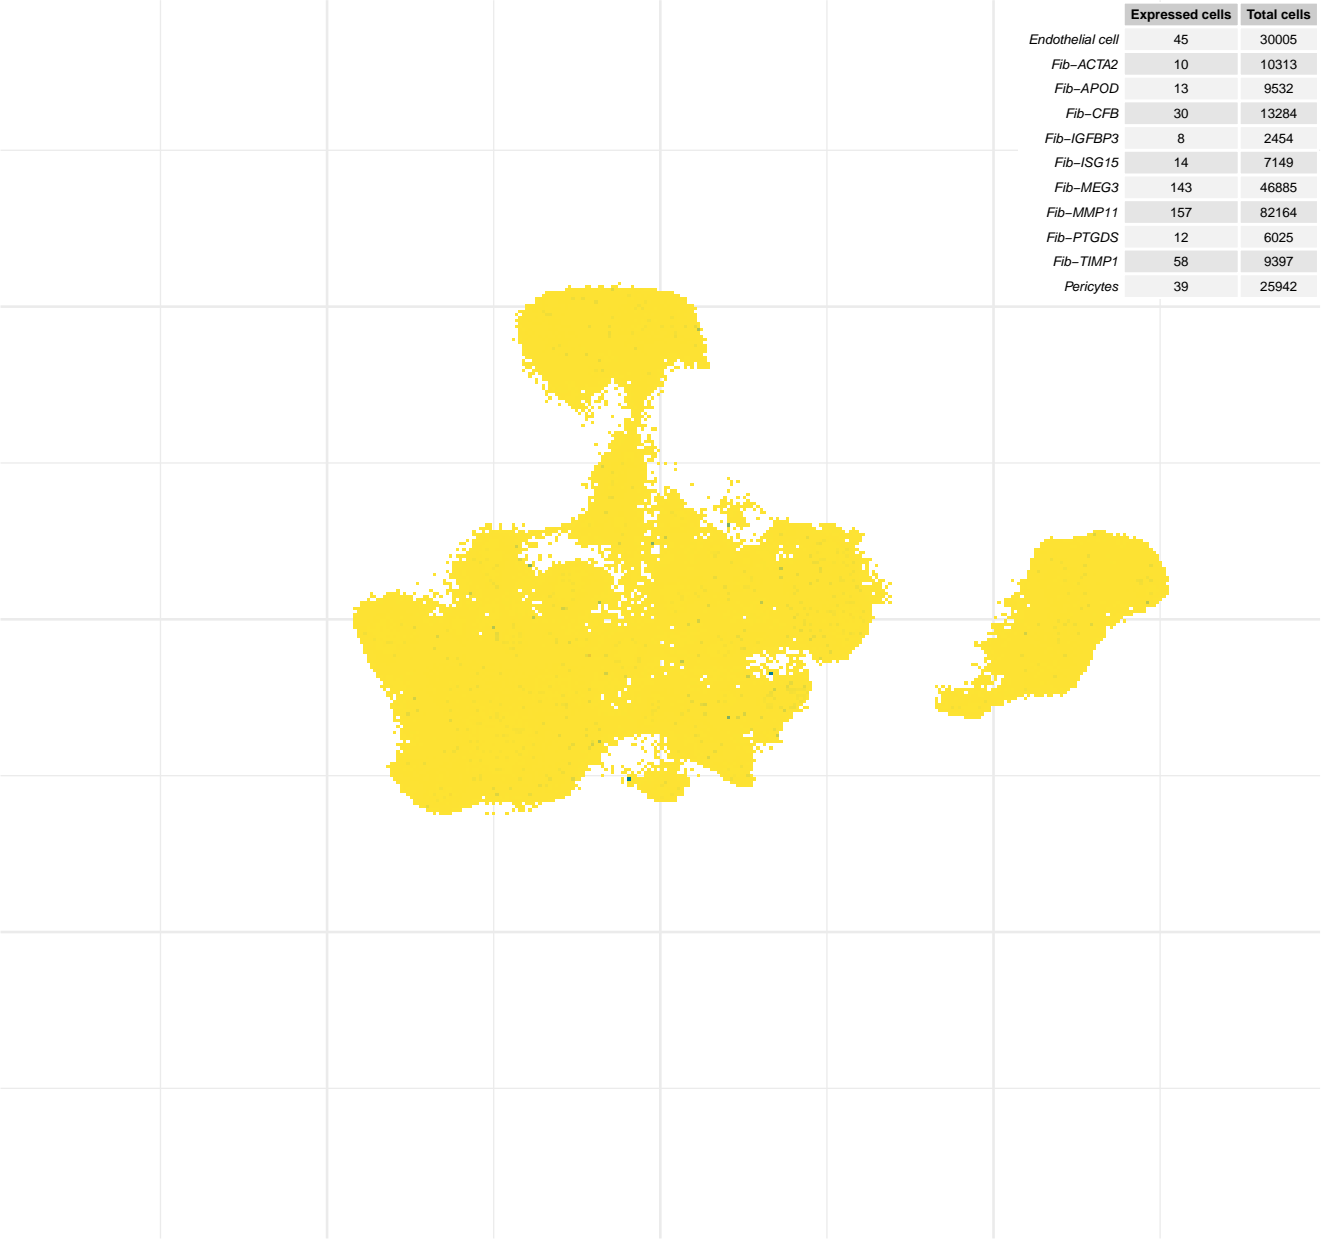 Expressed cells Total cells
Endothelial cell 45 30005
Fib−ACTA2 10 10313
Fib−APOD 13 9532
Fib−CFB 30 13284
Fib−IGFBP3 8 2454
Fib−ISG15 14 7149
Fib−MEG3 143 46885
Fib−MMP11 157 82164
Fib−PTGDS 12 6025
Fib−TIMP1 58 9397
Pericytes 39 25942